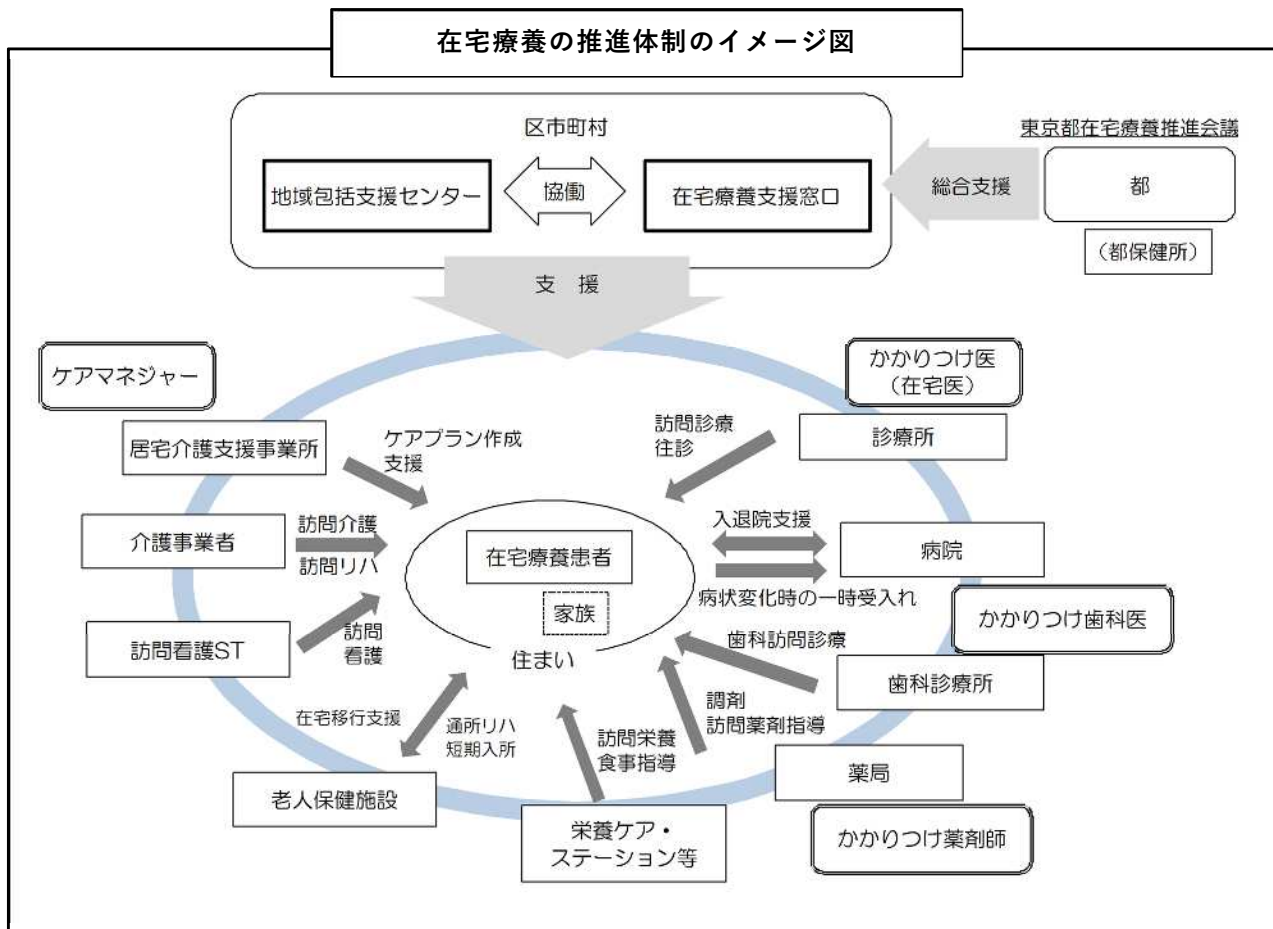 在宅療養の推進体制のイメージ図
区市町村
地域包括支援センター
協働
在宅療養支援窓口
東京都在宅療養推進会議
総合支援
都
（都保健所）
支　援
ケアマネジャー
居宅介護支援事業所
ケアプラン作成
支援
かかりつけ医
（在宅医）
診療所
訪問診療
往診
介護事業者
訪問介護
訪問リハ
在宅療養患者
家族
住まい
入退院支援
病院
病状変化時の一時受入れ
かかりつけ歯科医
訪問看護ST
訪問
看護
歯科訪問診療
歯科診療所
在宅移行支援
通所リハ
短期入所
老人保健施設
訪問栄養
食事指導
栄養ケア・
ステーション等
調剤
訪問薬剤指導
薬局
かかりつけ薬剤師